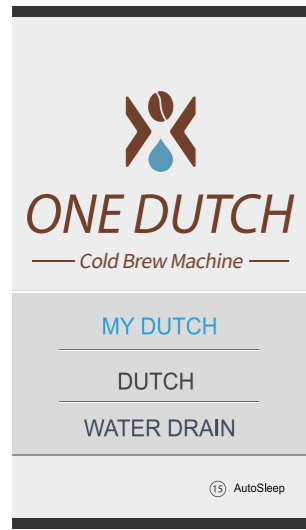 ONE DUTCH
Cold Brew Machine
MY DUTCH
DUTCH
WATER DRAIN
15 AutoSleep